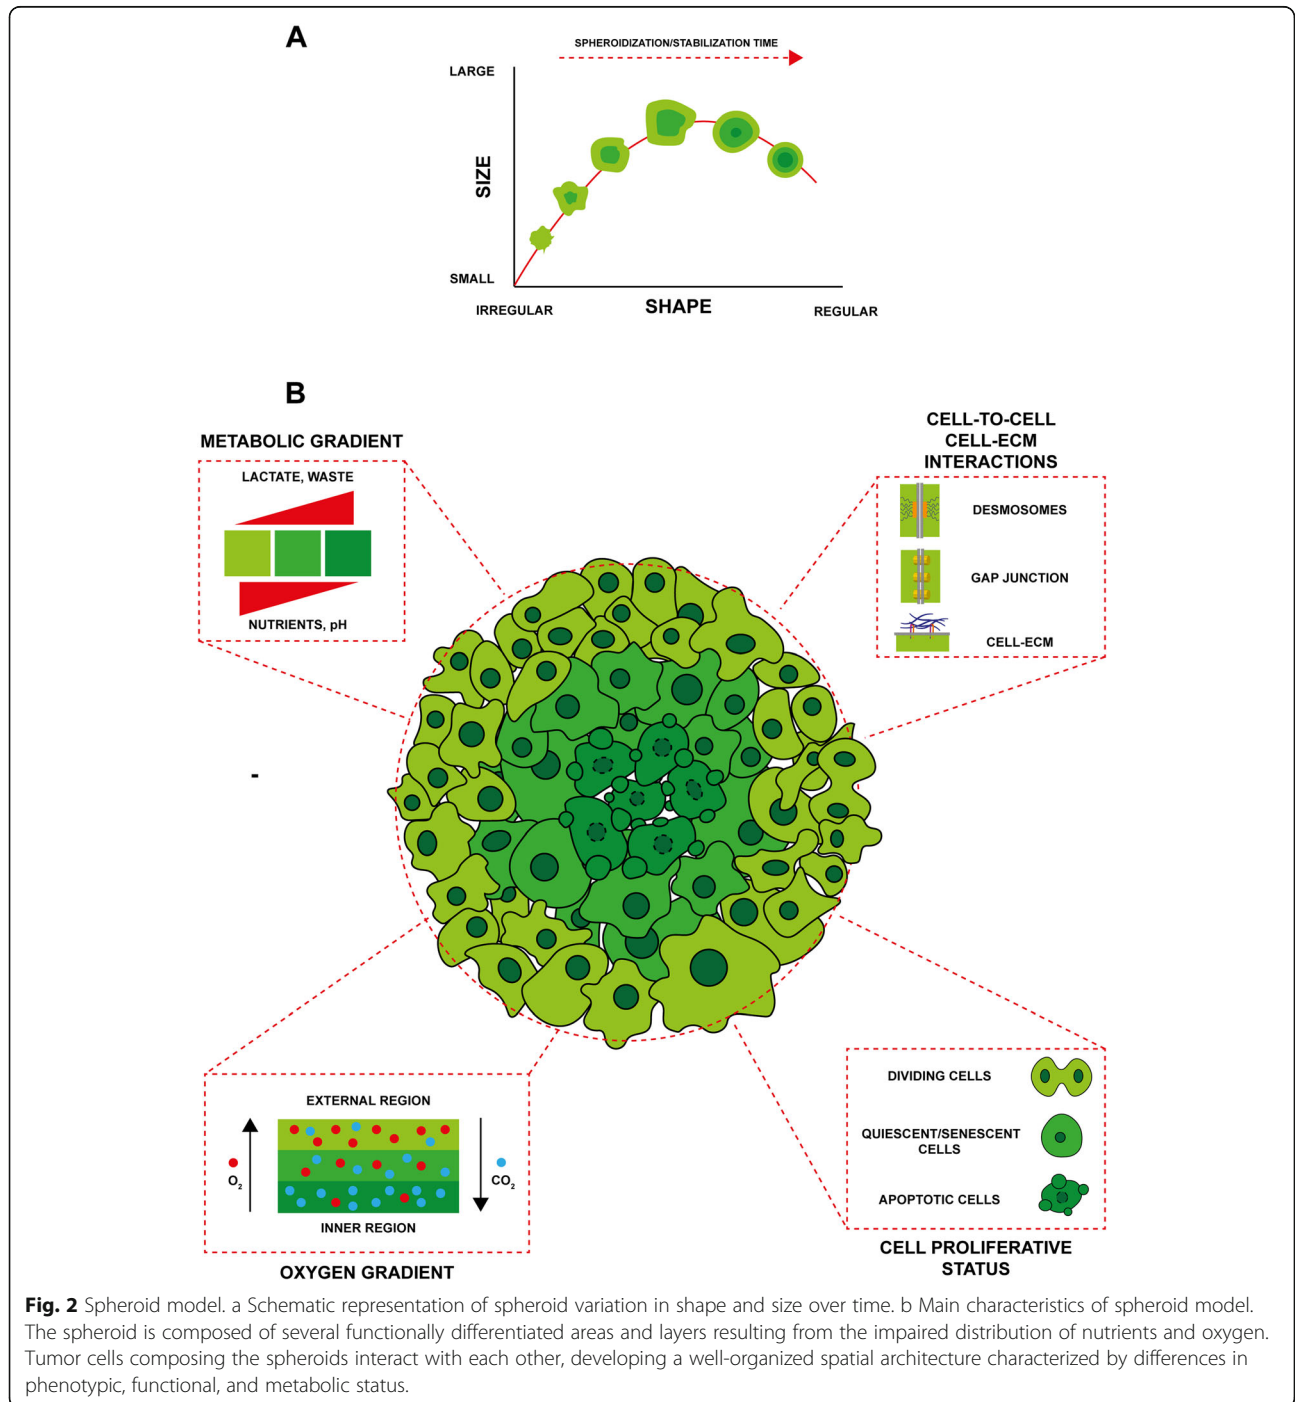 A
SPHEROIDIZATION/STABILIZATION TIME
LARGE
SIZE
SMALL
IRREGULAR
SHAPE
REGULAR
B
METABOLIC GRADIENT
LACTATE, WASTE
NUTRIENTS, pH
CELL-TO-CELL
CELL-ECM
INTERACTIONS
DESMOSOMES
GAP JUNCTION
CELL-ECM
-
EXTERNAL REGION
O2
CO2
INNER REGION
OXYGEN GRADIENT
DIVIDING CELLS
QUIESCENT/SENESCENT
CELLS
APOPTOTIC CELLS
CELL PROLIFERATIVE
STATUS
Fig. 2 Spheroid model. a Schematic representation of spheroid variation in shape and size over time. b Main characteristics of spheroid model.
The spheroid is composed of several functionally differentiated areas and layers resulting from the impaired distribution of nutrients and oxygen.
Tumor cells composing the spheroids interact with each other, developing a well-organized spatial architecture characterized by differences in
phenotypic, functional, and metabolic status.